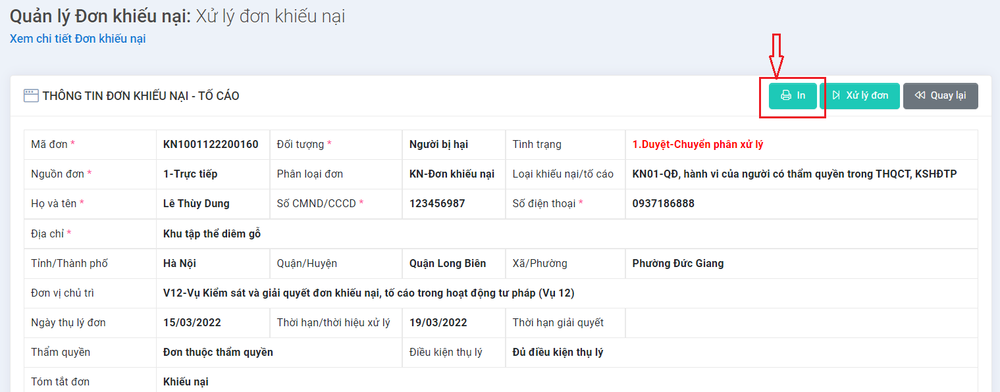 Quản lý Đơn khiếu nại: Xử lý đơn khiếu nại
Xem chi tiết Đơn khiếu nại
THÔNG TIN ĐƠN KHIẾU NẠI - TỐ CÁO In Xử lý đơn Quay lại
Mã đơn * KN1001122200160 Đối tượng * Người bị hại Tình trạng 1.Duyệt-Chuyển phân xử lý
Nguồn đơn * 1-Trực tiếp Phân loại đơn KN-Đơn khiếu nại Loại khiếu nại/tố cáo KN01-QĐ, hành vi của người có thẩm quyền trong THQCT, KSHĐTP
Họ và tên * Lê Thùy Dung Số CMND/CCCD * 123456987 Số điện thoại * 0937186888
Địa chỉ * Khu tập thể diêm gỗ
Tỉnh/Thành phố Hà Nội Quận/Huyện Quận Long Biên Xã/Phường Phường Đức Giang
Đơn vị chủ trì V12-Vụ Kiểm sát và giải quyết đơn khiếu nại, tố cáo trong hoạt động tư pháp (Vụ 12)
Ngày thụ lý đơn 15/03/2022 Thời hạn/thời hiệu xử lý 19/03/2022 Thời hạn giải quyết
Thẩm quyền Đơn thuộc thẩm quyền Điều kiện thụ lý Đủ điều kiện thụ lý
Tóm tắt đơn Khiếu nại